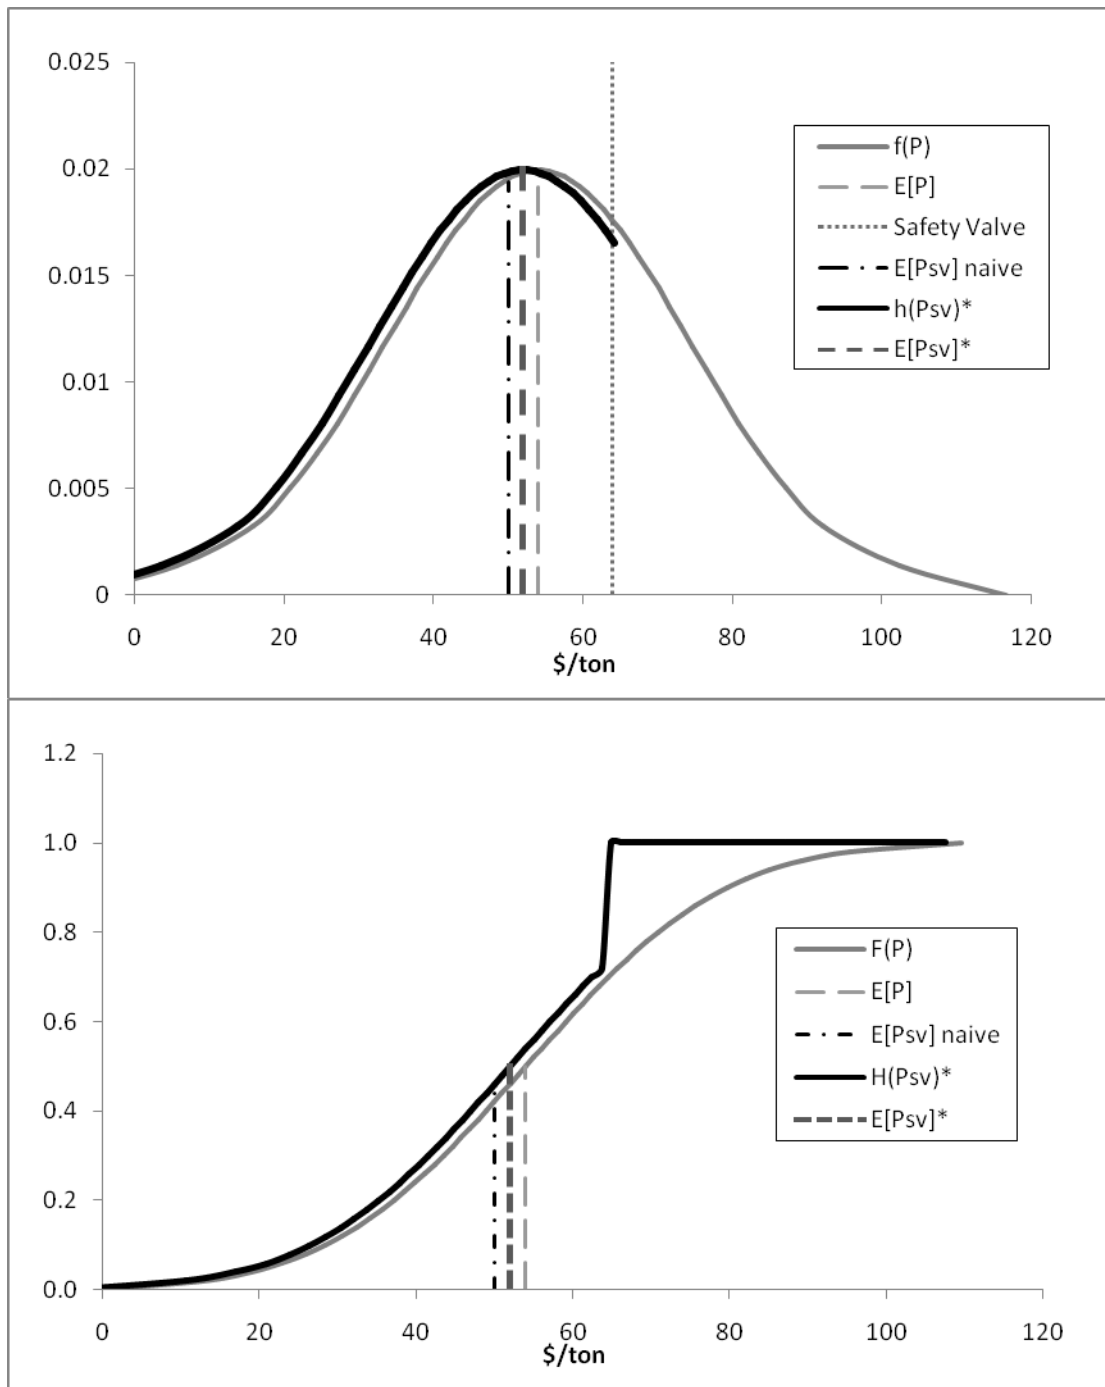 0.025
0.02
0.015
0.01
0.005
0
0 20 40 60 80 100 120
$/ton
f(P)
E[P]
Safety Valve
E[Psv] naive
h(Psv)*
E[Psv]*
1.2
1.0
0.8
0.6
0.4
0.2
0.0
0 20 40 60 80 100 120
$/ton
F(P)
E[P]
E[Psv] naive
H(Psv)*
E[Psv]*